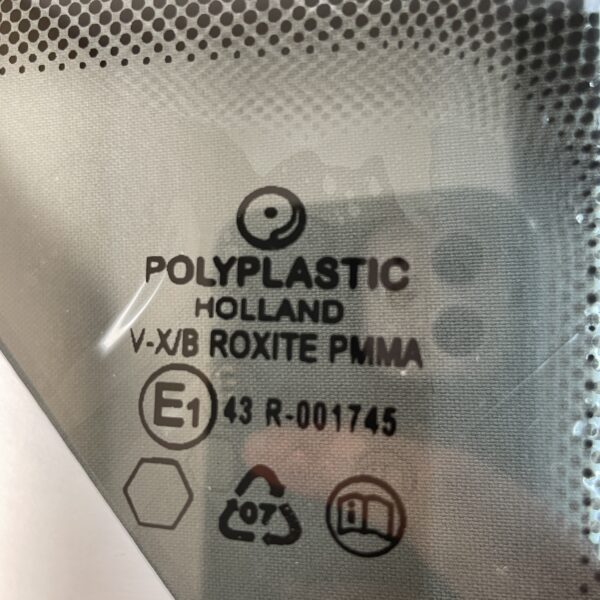 POLYPLASTIC
HOLLAND
V-X/B ROXITE PMMA
E1 43 R-001745
07 i